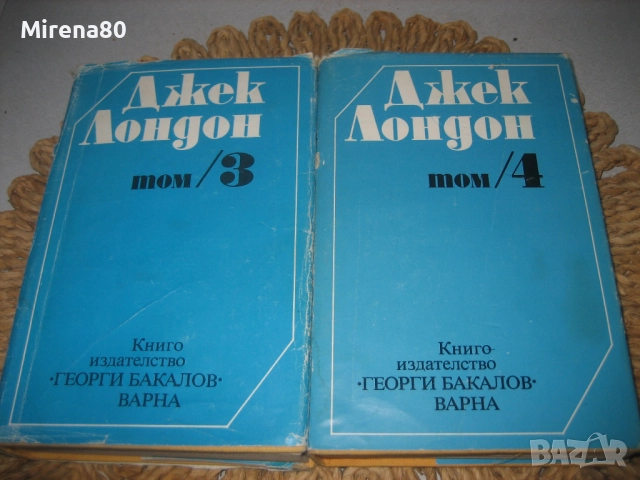 Mirena80
Джек
Лондон
том/3
Книго
издателство
·ГЕОРГИ БАКАЛОВ·
ВАРНА
Джек
Лондон
том/4
Книго-
издателство
·ГЕОРГИ БАКАЛОВ·
ВАРНА
BAZAR